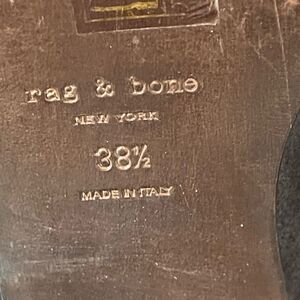 rag & bone
NEW YORK
38½
MADE IN ITALY